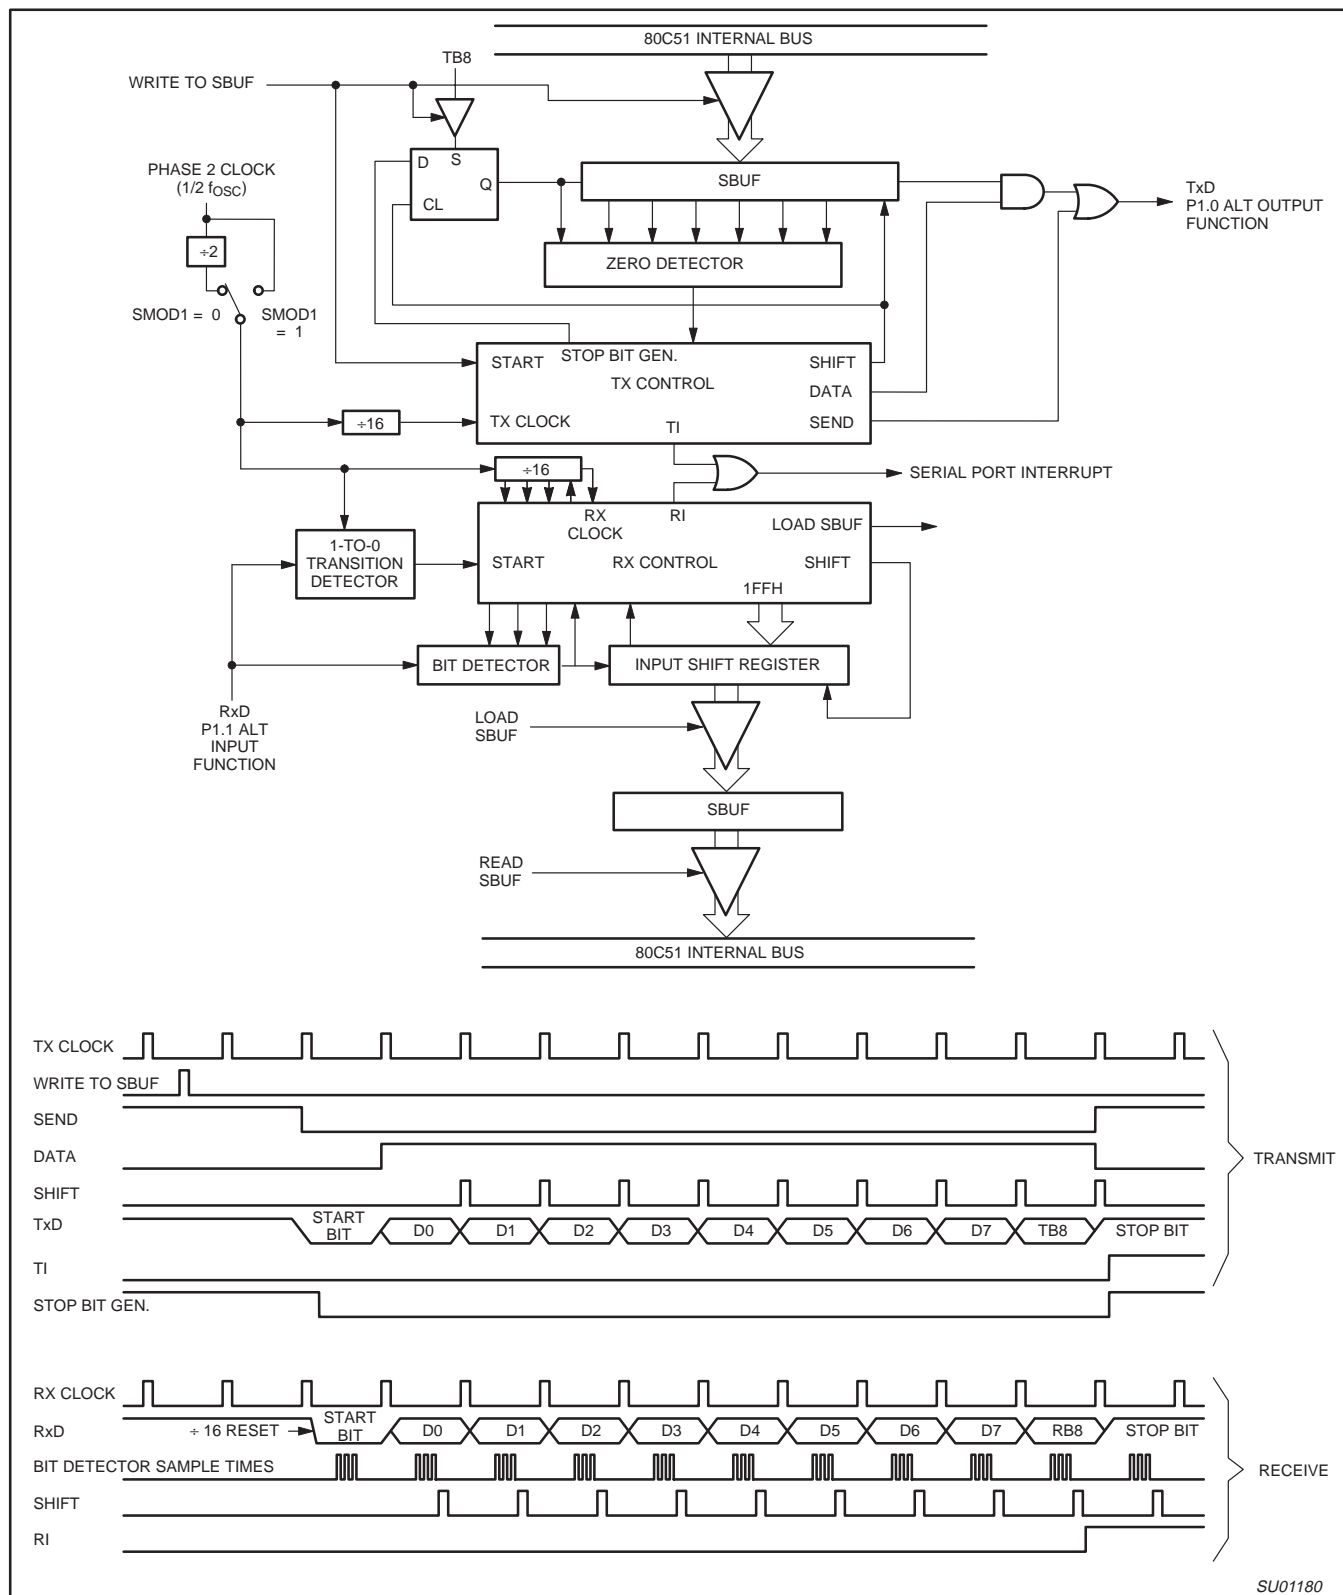 80C51 INTERNAL BUS
TB8
WRITE TO SBUF
D
S
Q
CL
PHASE 2 CLOCK
(1/2 fOSC)
SBUF
TxD
P1.0 ALT OUTPUT
FUNCTION
÷2
ZERO DETECTOR
SMOD1 = 0
SMOD1
= 1
START
STOP BIT GEN.
SHIFT
TX CONTROL
DATA
÷16
TX CLOCK
TI
SEND
÷16
SERIAL PORT INTERRUPT
RX
CLOCK
RI
LOAD SBUF
1-TO-0
TRANSITION
DETECTOR
START
RX CONTROL
SHIFT
1FFH
BIT DETECTOR
INPUT SHIFT REGISTER
RxD
P1.1 ALT
INPUT
FUNCTION
LOAD
SBUF
SBUF
READ
SBUF
80C51 INTERNAL BUS
TX CLOCK
WRITE TO SBUF
SEND
DATA
TRANSMIT
SHIFT
TxD
START
BIT
D0 D1 D2 D3 D4 D5 D6 D7 TB8 STOP BIT
TI
STOP BIT GEN.
RX CLOCK
RxD
÷ 16 RESET
START
BIT
D0 D1 D2 D3 D4 D5 D6 D7 RB8 STOP BIT
BIT DETECTOR SAMPLE TIMES
RECEIVE
SHIFT
RI
SU01180